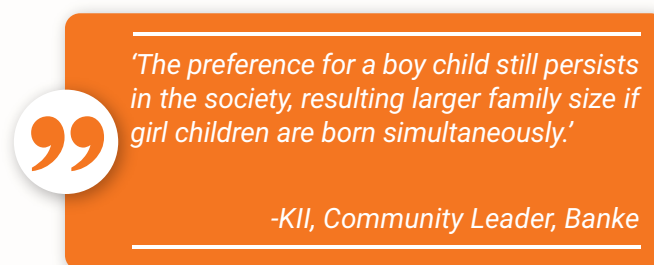 ‘The preference for a boy child still persists
in the society, resulting larger family size if
girl children are born simultaneously.’
-KII, Community Leader, Banke